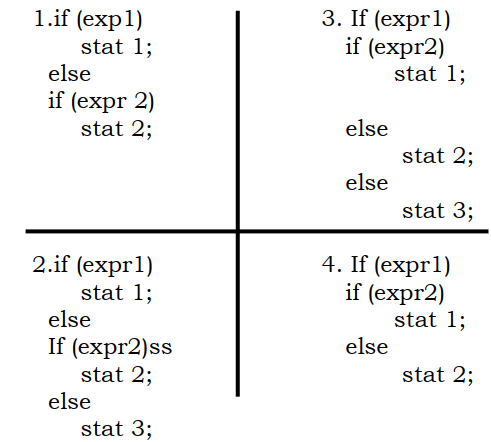 1.if (exp1)
stat 1;
else
if (expr 2)
stat 2;
3. If (expr1)
if (expr2)
stat 1;
else
stat 2;
else
stat 3;
2.if (expr1)
stat 1;
else
If (expr2)ss
stat 2;
else
stat 3;
4. If (expr1)
if (expr2)
stat 1;
else
stat 2;